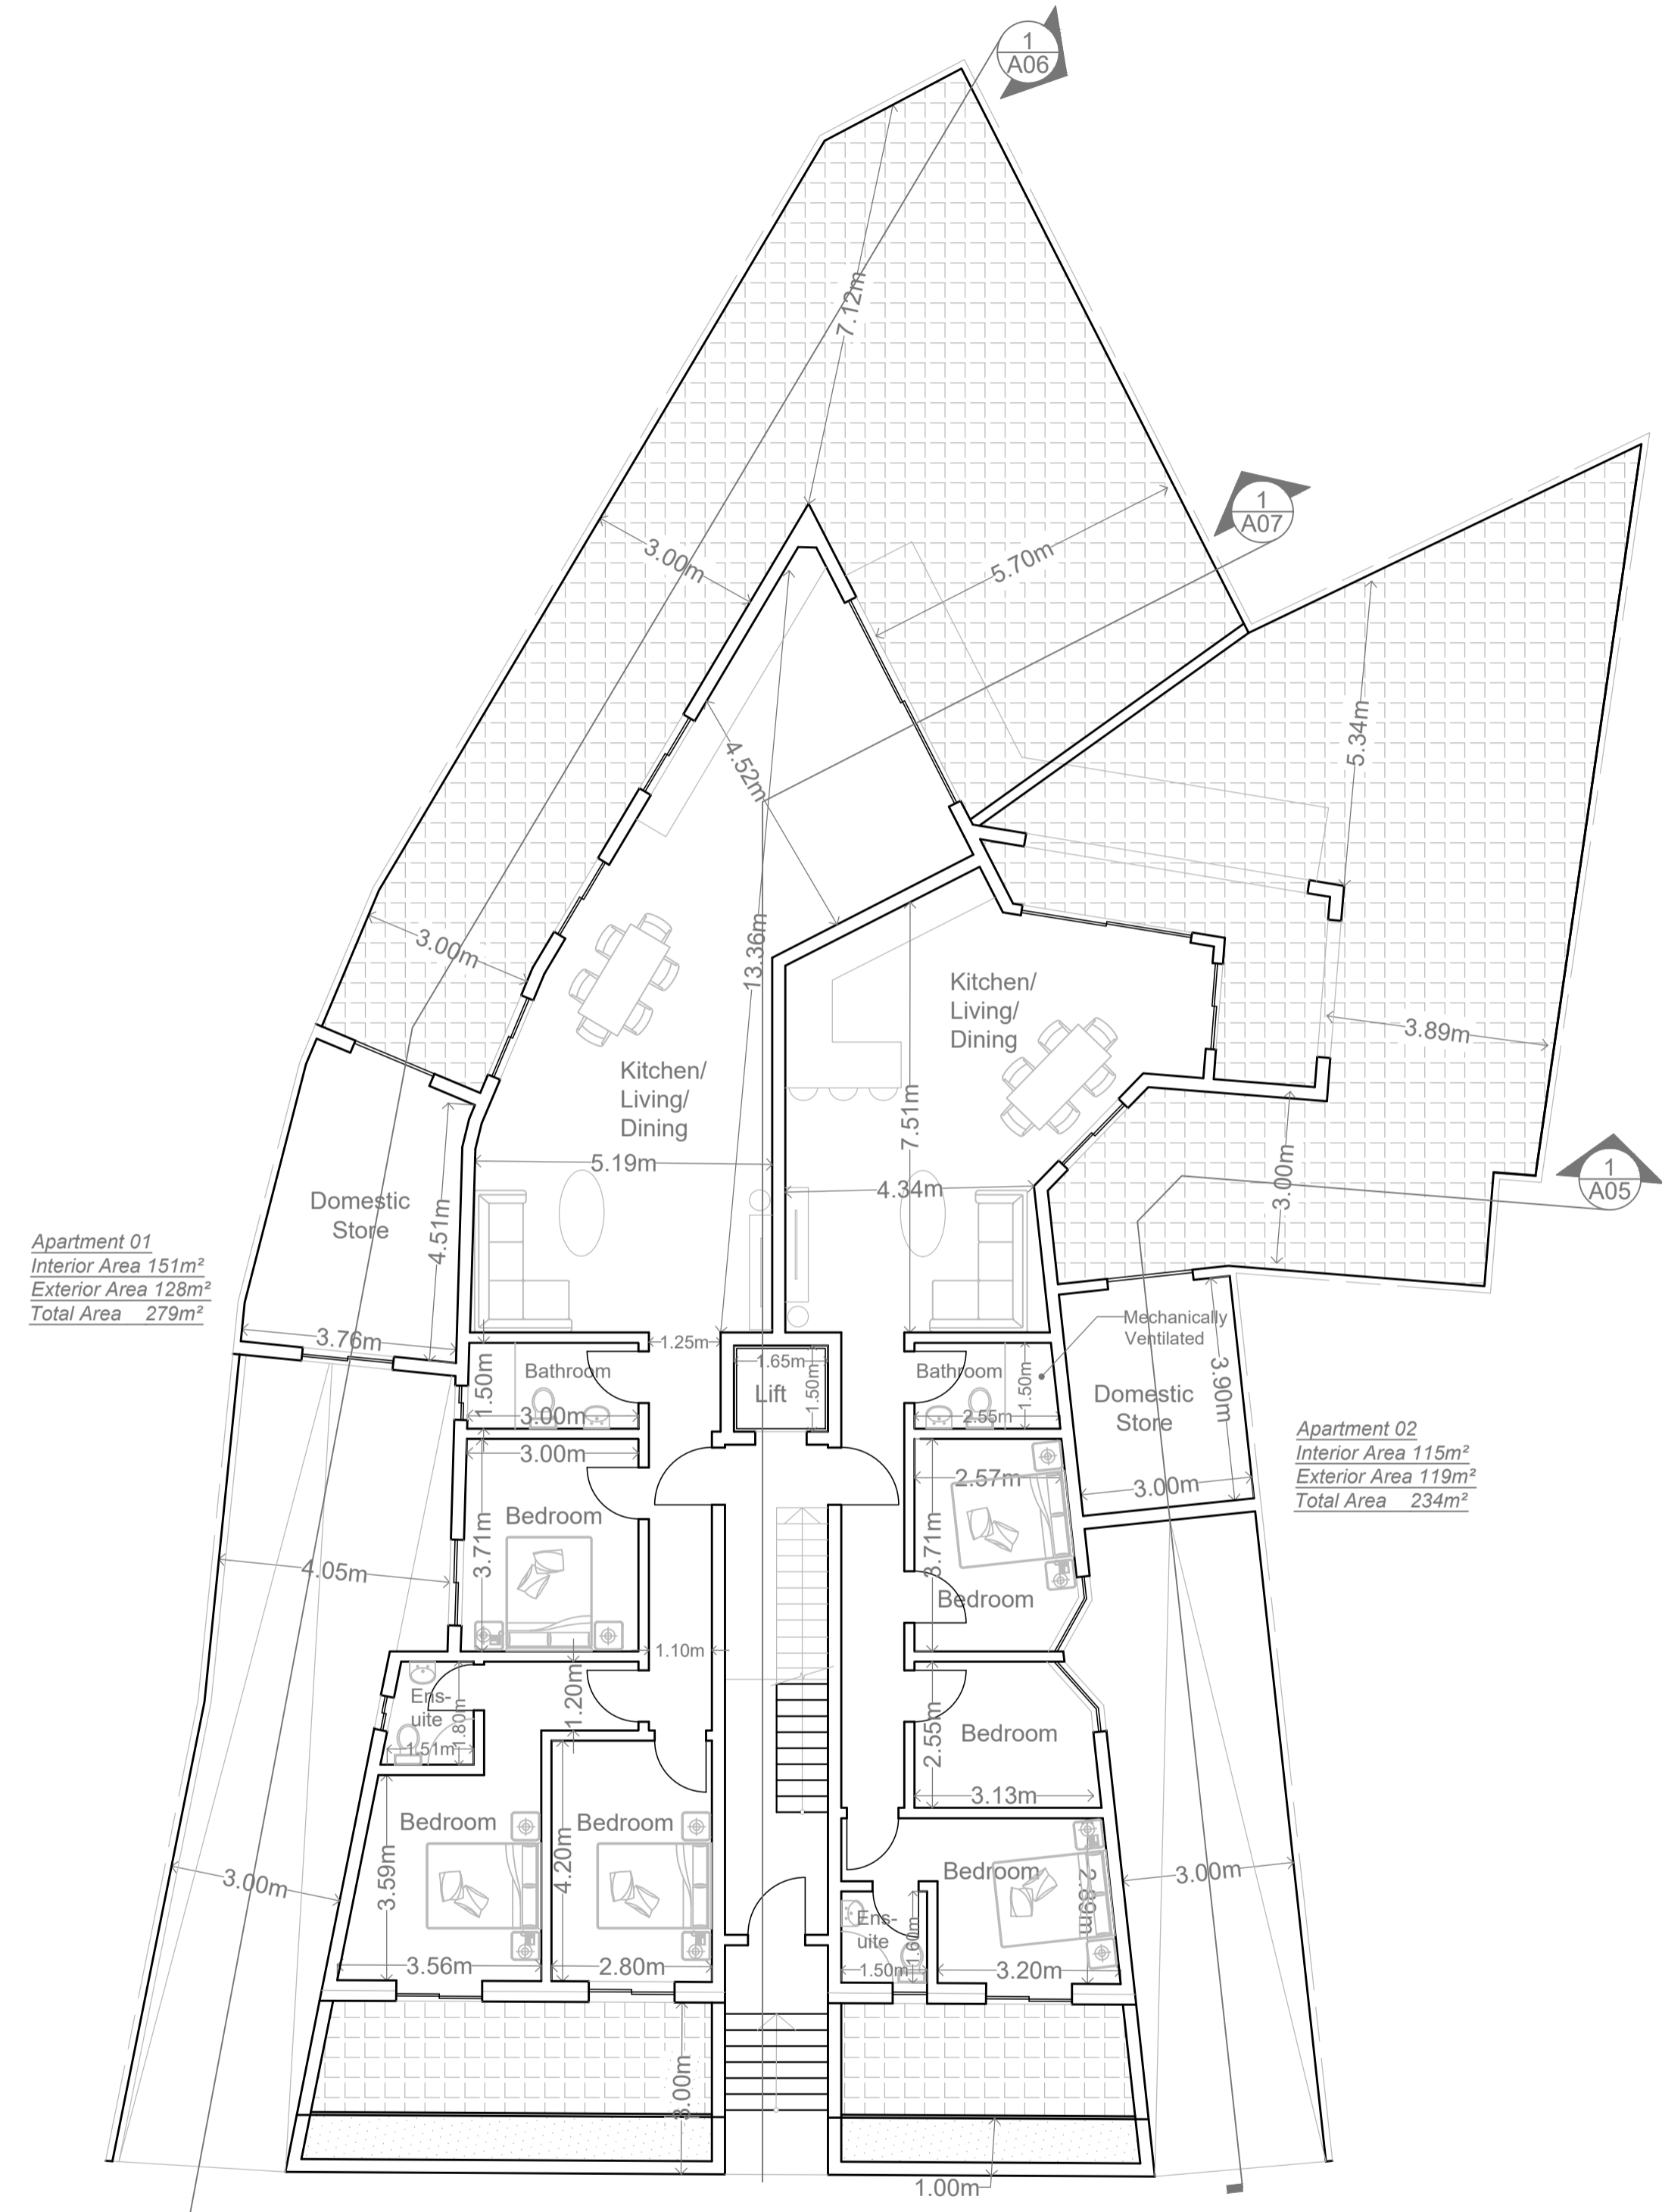 1
A06
7.12m
3.00m
5.70m
1
A07
4.52m
5.34m
3.00m
13.36m
Kitchen/
Living/
Dining
3.89m
Kitchen/
Living/
Dining
7.51m
5.19m
4.34m
3.00m
1
A05
Domestic
Store
4.51m
Apartment 01
Interior Area 151m²
Exterior Area 128m²
Total Area 279m²
3.76m
1.25m
Mechanically
Ventilated
Bathroom
1.50m
3.00m
1.65m
Lift
1.50m
Bathroom
1.50m
2.55m
Domestic
Store
3.90m
3.00m
Apartment 02
Interior Area 115m²
Exterior Area 119m²
Total Area 234m²
3.00m
Bedroom
3.71m
2.57m
3.71m
Bedroom
4.05m
1.10m
1.20m
Ens-
uite
1.80m
1.51m
2.55m
Bedroom
3.13m
Bedroom
3.59m
3.56m
Bedroom
4.20m
2.80m
3.00m
Bedroom
2.89m
3.00m
Ens-
uite
1.60m
1.50m
3.20m
3.00m
1.00m